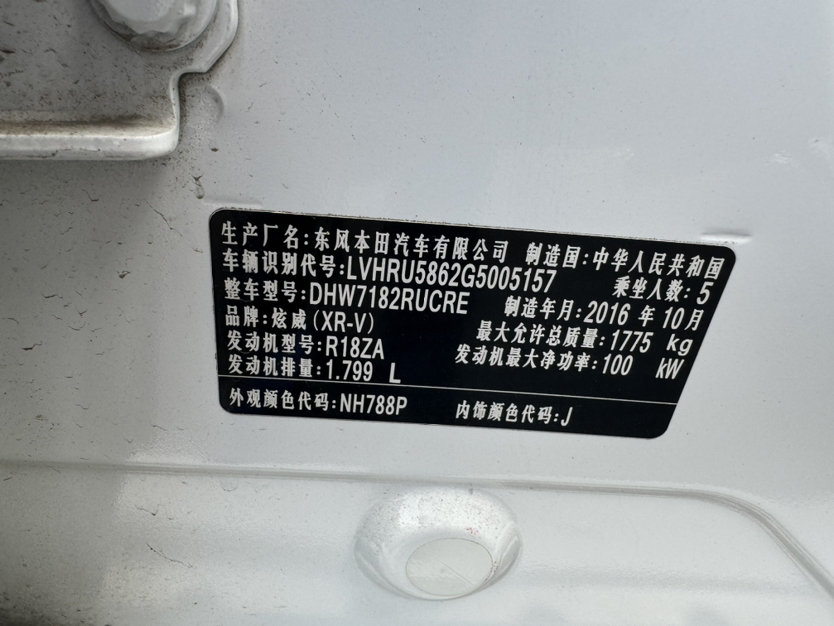 生产厂名:东风本田汽车有限公司 制造国:中华人民共和国
车辆识别代号:LVHRU5862G5005157 乘坐人数:5
整车型号:DHW7182RUCRE 制造年月:2016 年 10 月
品牌:炫威(XR-V) 最大允许总质量:1775 kg
发动机型号:R18ZA 发动机最大净功率:100 kW
发动机排量:1.799 L
外观颜色代码:NH788P 内饰颜色代码:J